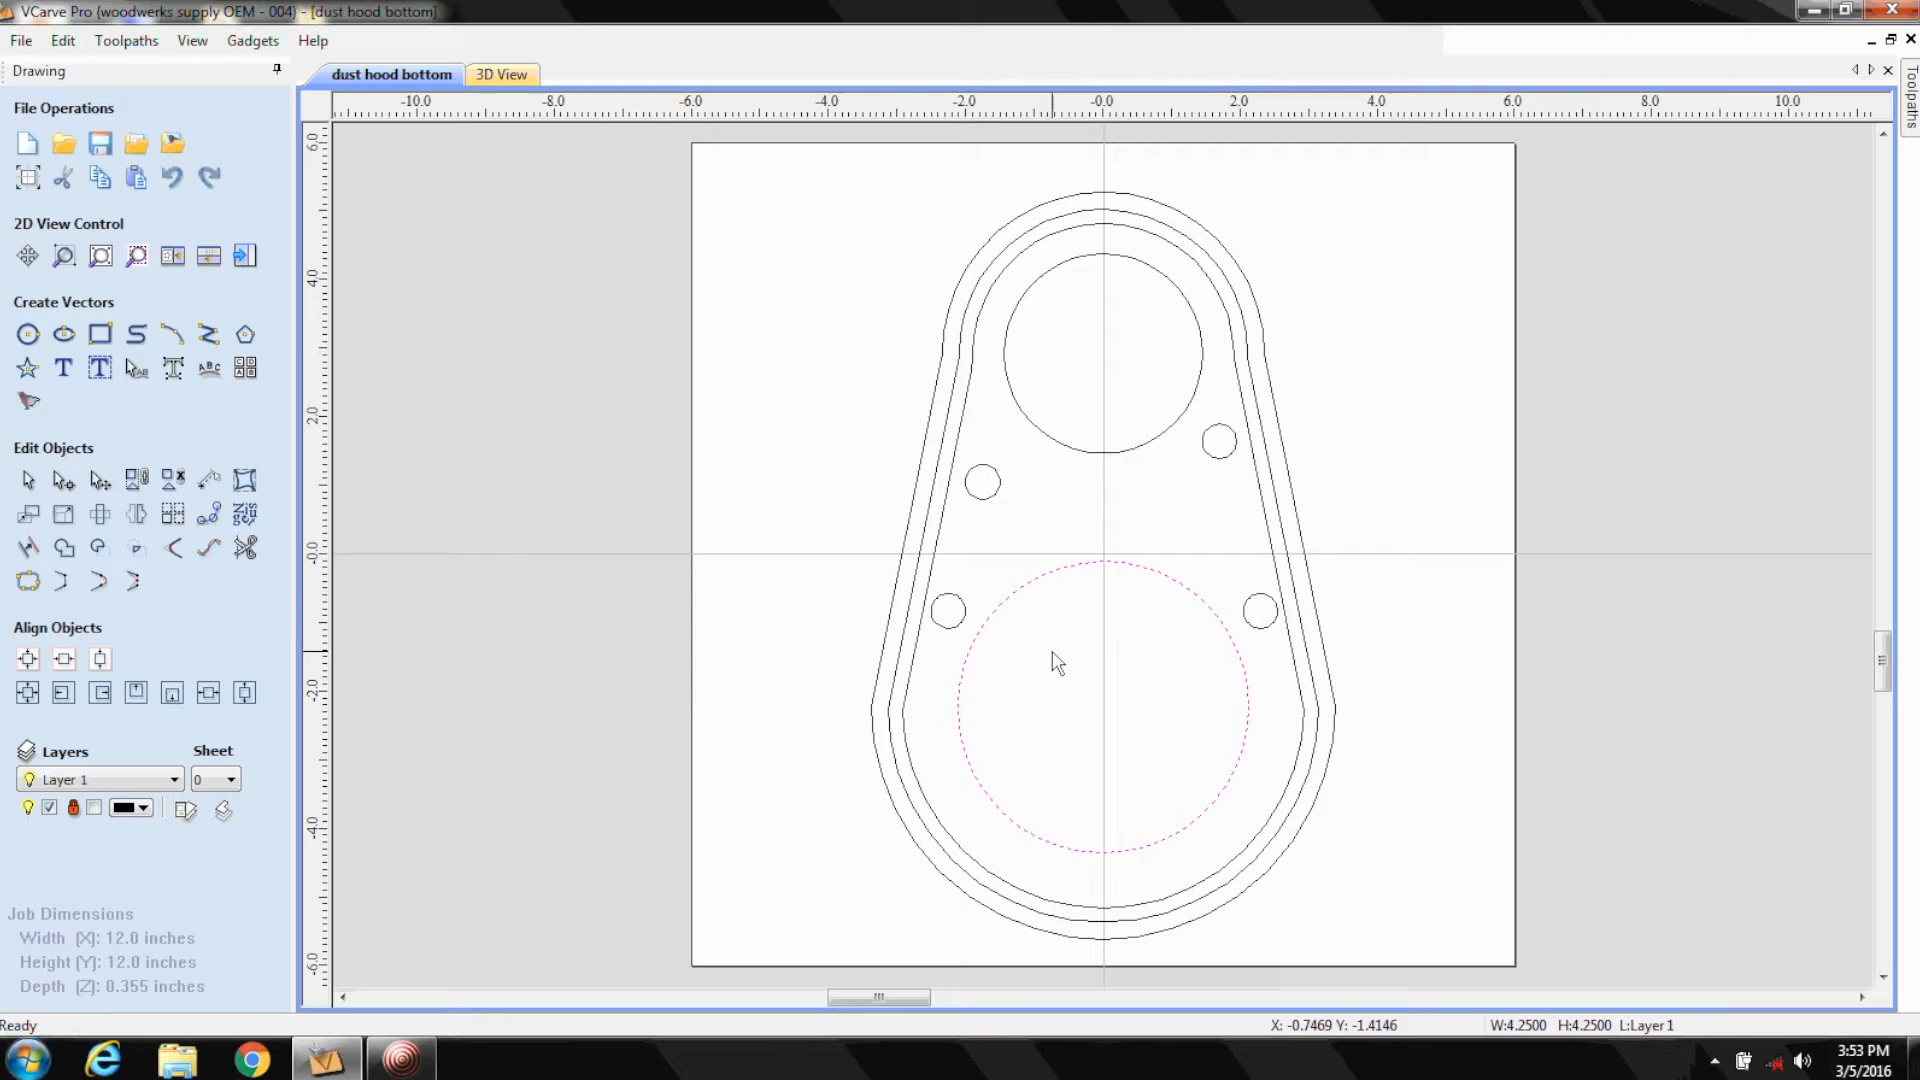 VCarve Pro {woodwerks supply OEM - 004} - [dust hood bottom]
File Edit Toolpaths View Gadgets Help
Drawing
dust hood bottom 3D View
Toolpaths
File Operations
2D View Control
Create Vectors
Edit Objects
Align Objects
Layers Sheet
Layer 1 0
Job Dimensions
Width (X): 12.0 inches
Height (Y): 12.0 inches
Depth (Z): 0.355 inches
-10.0 -8.0 -6.0 -4.0 -2.0 -0.0 2.0 4.0 6.0 8.0 10.0
6.0
4.0
2.0
-0.0
-2.0
-4.0
-6.0
Ready X: -0.7469 Y: -1.4146 W:4.2500 H:4.2500 L:Layer 1
3:53 PM
3/5/2016